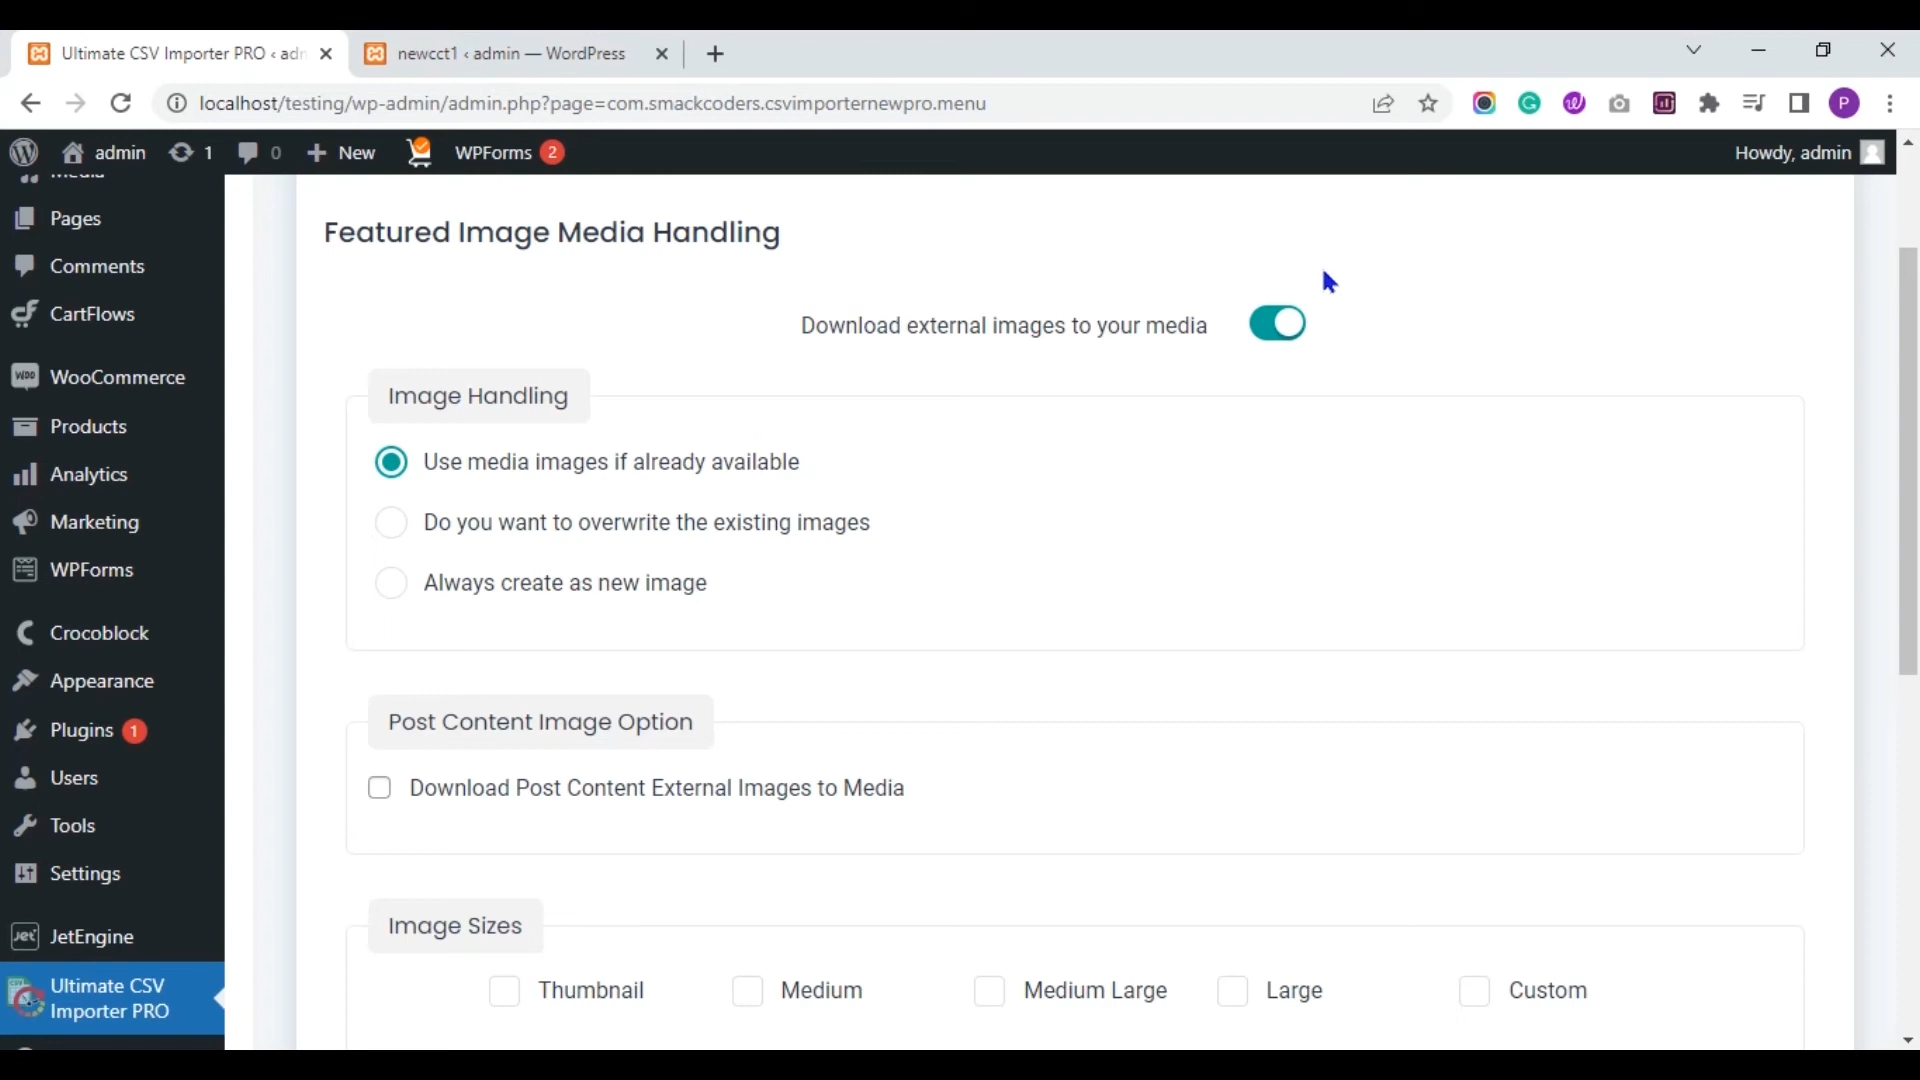 Ultimate CSV Importer PRO ‹ adn
newcct1 ‹ admin — WordPress
localhost/testing/wp-admin/admin.php?page=com.smackcoders.csvimporternewpro.menu
P
admin
1
0
New
WPForms 2
Howdy, admin
Media
Pages
Comments
CartFlows
WooCommerce
Products
Analytics
Marketing
WPForms
Crocoblock
Appearance
Plugins 1
Users
Tools
Settings
JetEngine
Ultimate CSV
Importer PRO
Featured Image Media Handling
Download external images to your media
Image Handling
Use media images if already available
Do you want to overwrite the existing images
Always create as new image
Post Content Image Option
Download Post Content External Images to Media
Image Sizes
Thumbnail
Medium
Medium Large
Large
Custom